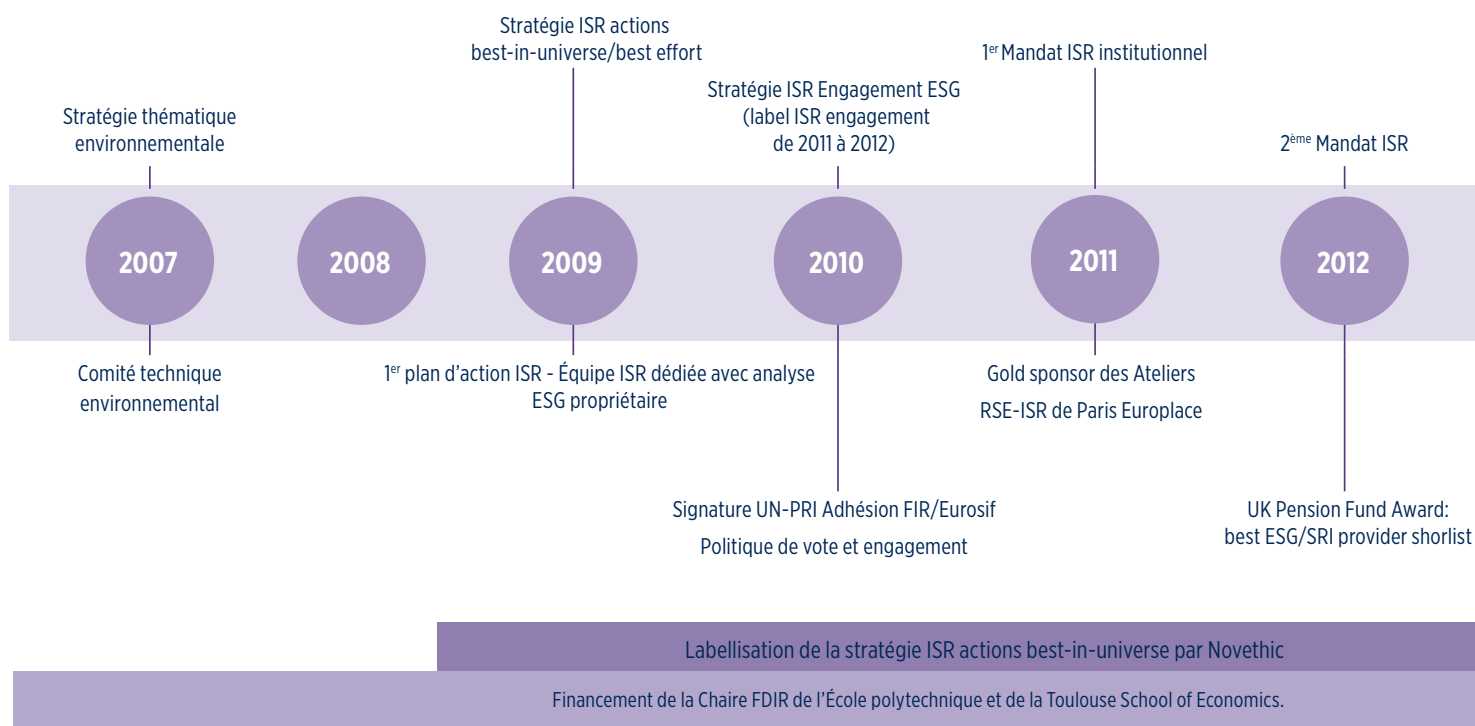 Stratégie ISR actions
best-in-universe/best effort
1er Mandat ISR institutionnel
Stratégie ISR Engagement ESG
(label ISR engagement
de 2011 à 2012)
Stratégie thématique
environnementale
2ème Mandat ISR
2007
2008
2009
2010
2011
2012
Comité technique
environnemental
1er plan d'action ISR - Équipe ISR dédiée avec analyse
ESG propriétaire
Gold sponsor des Ateliers
RSE-ISR de Paris Europlace
Signature UN-PRI Adhésion FIR/Eurosif
Politique de vote et engagement
UK Pension Fund Award:
best ESG/SRI provider shorlist
Labellisation de la stratégie ISR actions best-in-universe par Novethic
Financement de la Chaire FDIR de l'École polytechnique et de la Toulouse School of Economics.